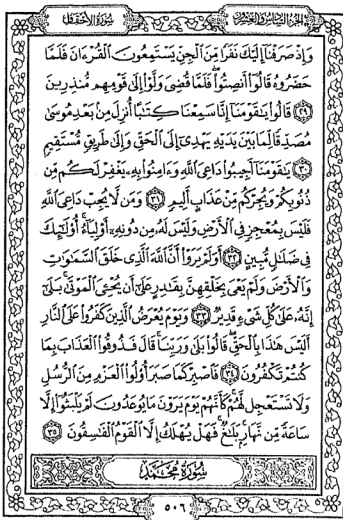 الجزء السادس والعشرون
سورة الأحقاف
وَإِذْ صَرَفْنَا إِلَيْكَ نَفَرًا مِّنَ الْجِنِّ يَسْتَمِعُونَ الْقُرْءَانَ فَلَمَّا
حَضَرُوهُ قَالُوا أَنصِتُوا فَلَمَّا قُضِىَ وَلَّوْا إِلَىٰ قَوْمِهِم مُّنذِرِينَ
﴿٢٩﴾ قَالُوا يَٰقَوْمَنَا إِنَّا سَمِعْنَا كِتَٰبًا أُنزِلَ مِنۢ بَعْدِ مُوسَىٰ
مُصَدِّقًا لِّمَا بَيْنَ يَدَيْهِ يَهْدِىٓ إِلَى الْحَقِّ وَإِلَىٰ طَرِيقٍ مُّسْتَقِيمٍ
﴿٣٠﴾ يَٰقَوْمَنَا أَجِيبُوا دَاعِىَ اللَّهِ وَءَامِنُوا بِهِ يَغْفِرْ لَكُم مِّن
ذُنُوبِكُمْ وَيُجِرْكُم مِّنْ عَذَابٍ أَلِيمٍ ﴿٣١﴾ وَمَن لَّا يُجِبْ دَاعِىَ اللَّهِ
فَلَيْسَ بِمُعْجِزٍ فِى الْأَرْضِ وَلَيْسَ لَهُ مِن دُونِهِ أَوْلِيَاءُ أُولَٰئِكَ
فِى ضَلَٰلٍ مُّبِينٍ ﴿٣٢﴾ أَوَلَمْ يَرَوْا أَنَّ اللَّهَ الَّذِى خَلَقَ السَّمَٰوَٰتِ
وَالْأَرْضَ وَلَمْ يَعْىَ بِخَلْقِهِنَّ بِقَٰدِرٍ عَلَىٰ أَن يُحْـِۧىَ الْمَوْتَىٰ بَلَىٰ
إِنَّهُ عَلَىٰ كُلِّ شَىْءٍ قَدِيرٌ ﴿٣٣﴾ وَيَوْمَ يُعْرَضُ الَّذِينَ كَفَرُوا عَلَى النَّارِ
أَلَيْسَ هَٰذَا بِالْحَقِّ قَالُوا بَلَىٰ وَرَبِّنَا قَالَ فَذُوقُوا الْعَذَابَ بِمَا
كُنتُمْ تَكْفُرُونَ ﴿٣٤﴾ فَاصْبِرْ كَمَا صَبَرَ أُولُوا الْعَزْمِ مِنَ الرُّسُلِ
وَلَا تَسْتَعْجِل لَّهُمْ كَأَنَّهُمْ يَوْمَ يَرَوْنَ مَا يُوعَدُونَ لَمْ يَلْبَثُوا إِلَّا
سَاعَةً مِّن نَّهَارٍ بَلَٰغٌ فَهَلْ يُهْلَكُ إِلَّا الْقَوْمُ الْفَٰسِقُونَ ﴿٣٥﴾
سُورَةُ مُحَمَّدٍ
٥٠٦